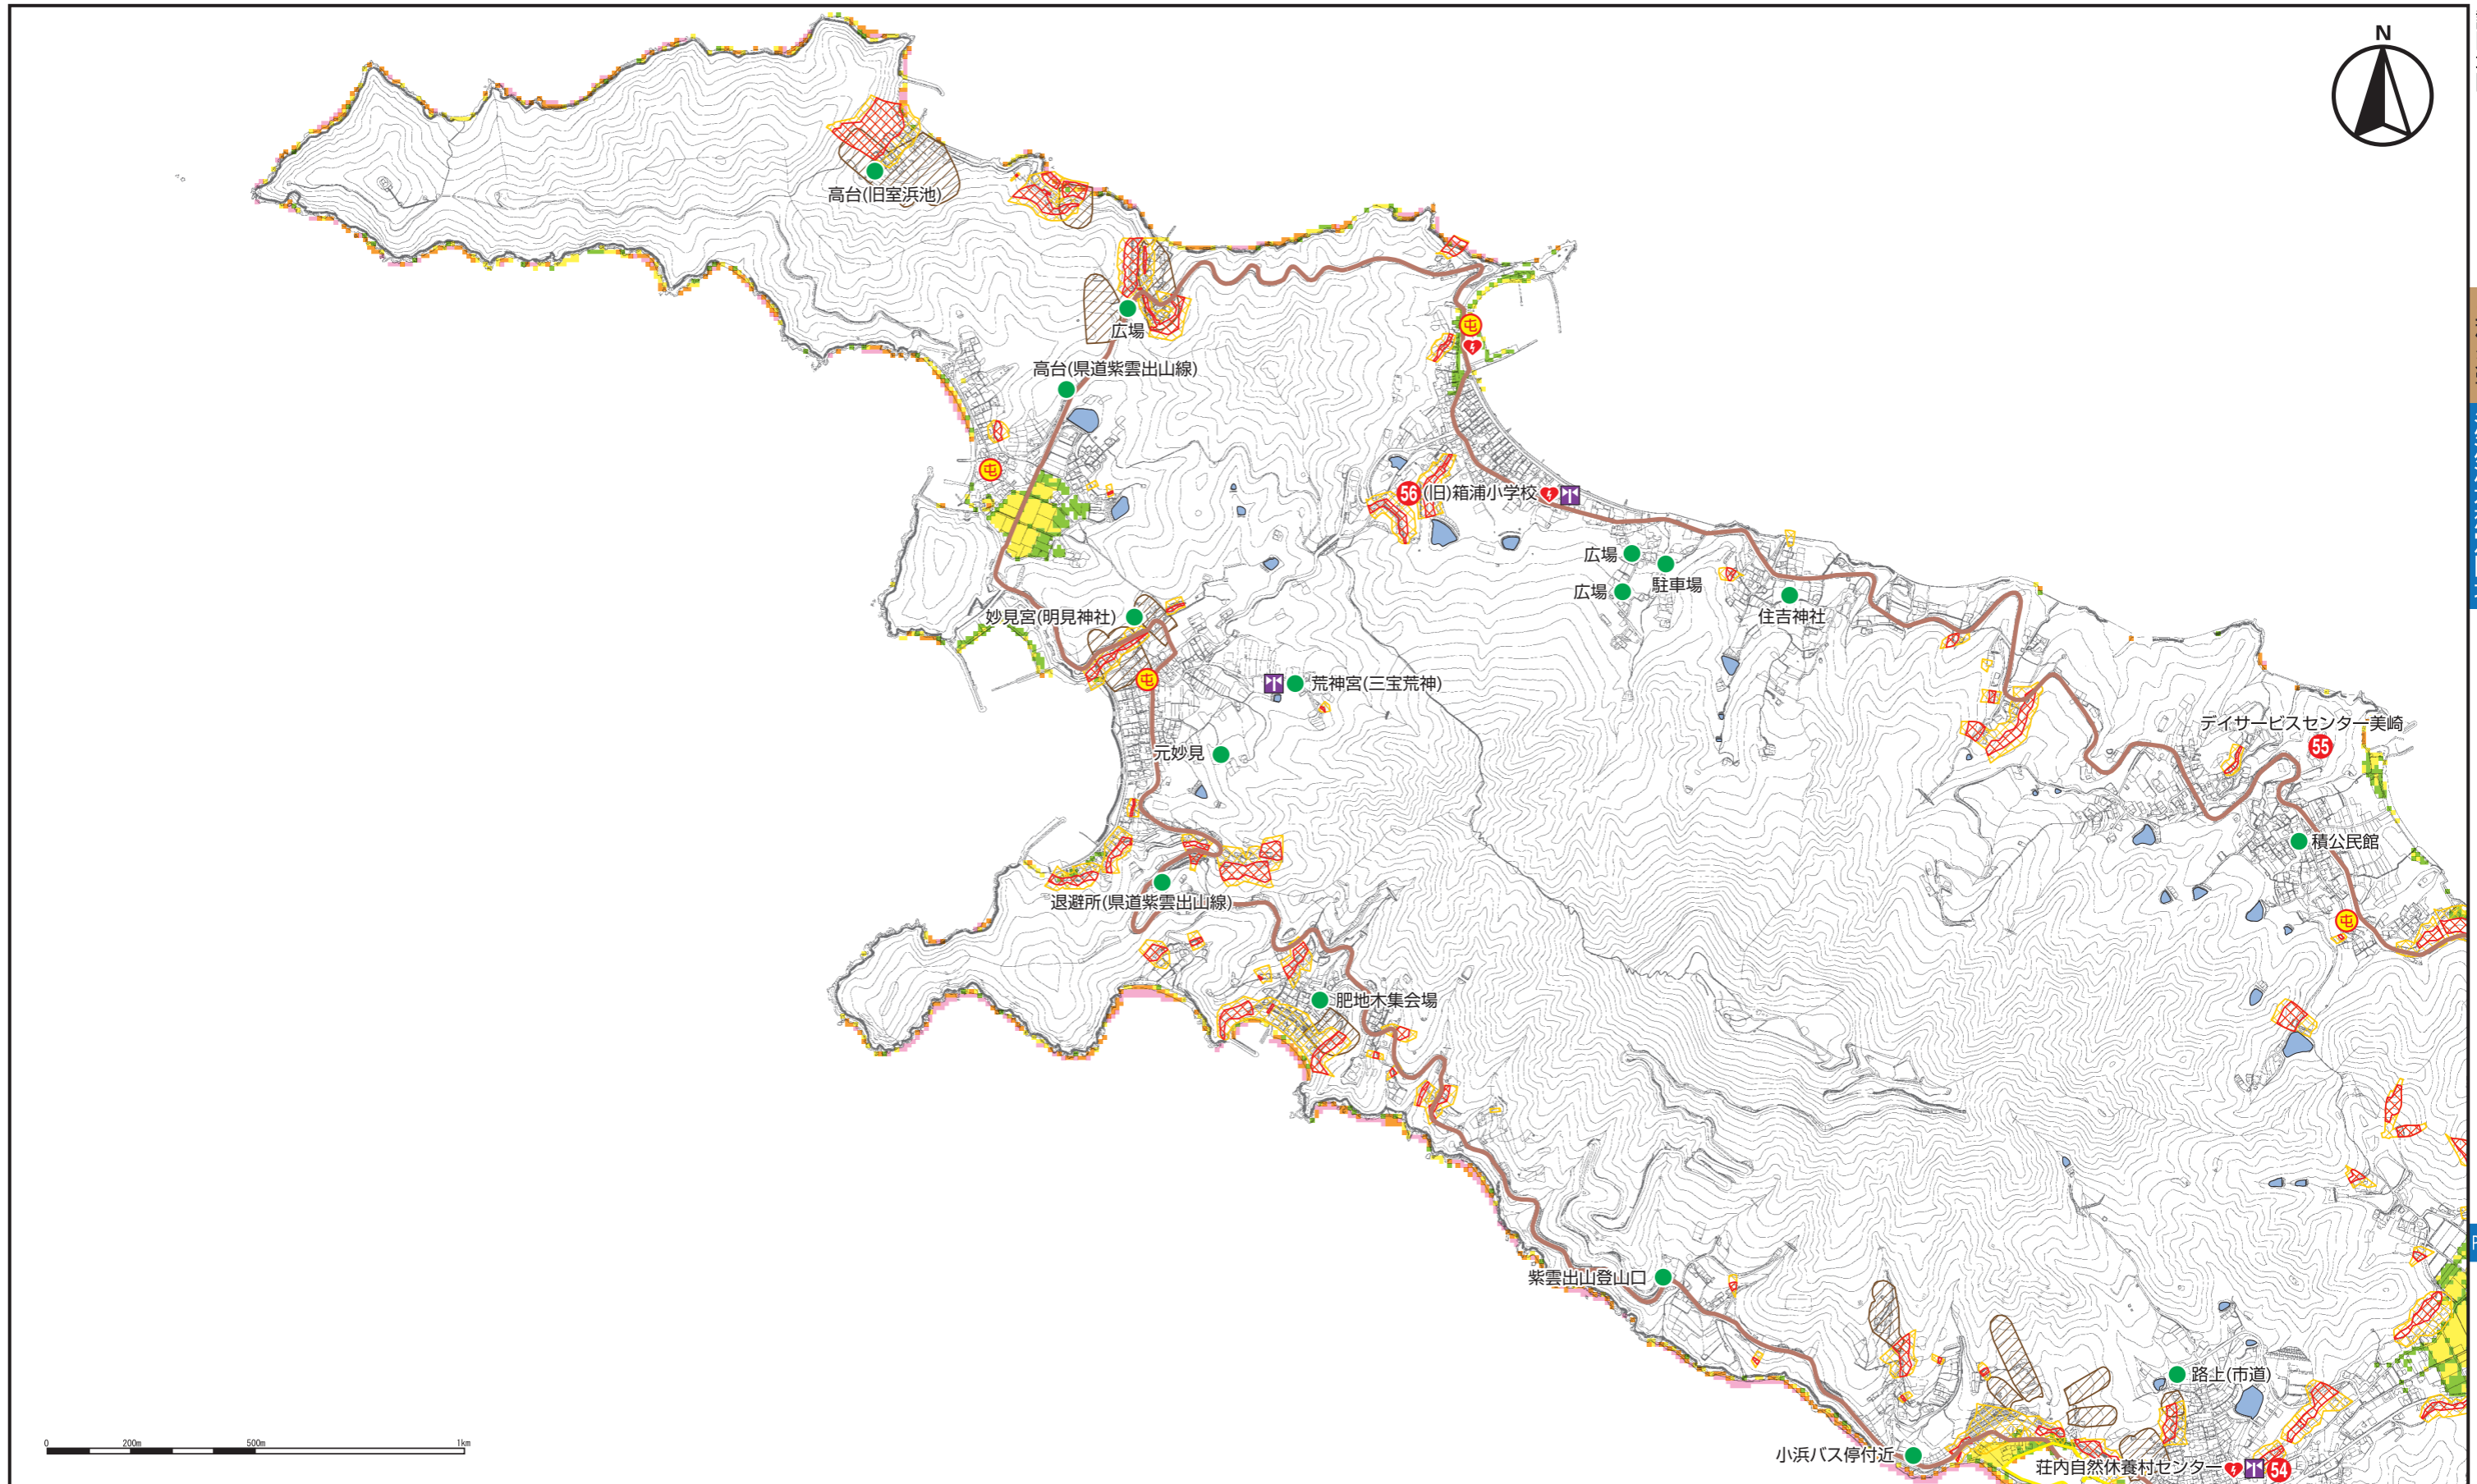 N
高台(旧室浜池)
広場
高台(県道紫雲出山線)
屯
屯
56 (旧)箱浦小学校
広場
駐車場
広場
住吉神社
妙見宮(明見神社)
屯
荒神宮(三宝荒神)
元妙見
デイサービスセンター美崎
55
積公民館
退避所(県道紫雲出山線)
屯
肥地木集会場
紫雲出山登山口
路上(市道)
小浜バス停付近
荘内自然休養村センター 54
0 200m 500m 1km